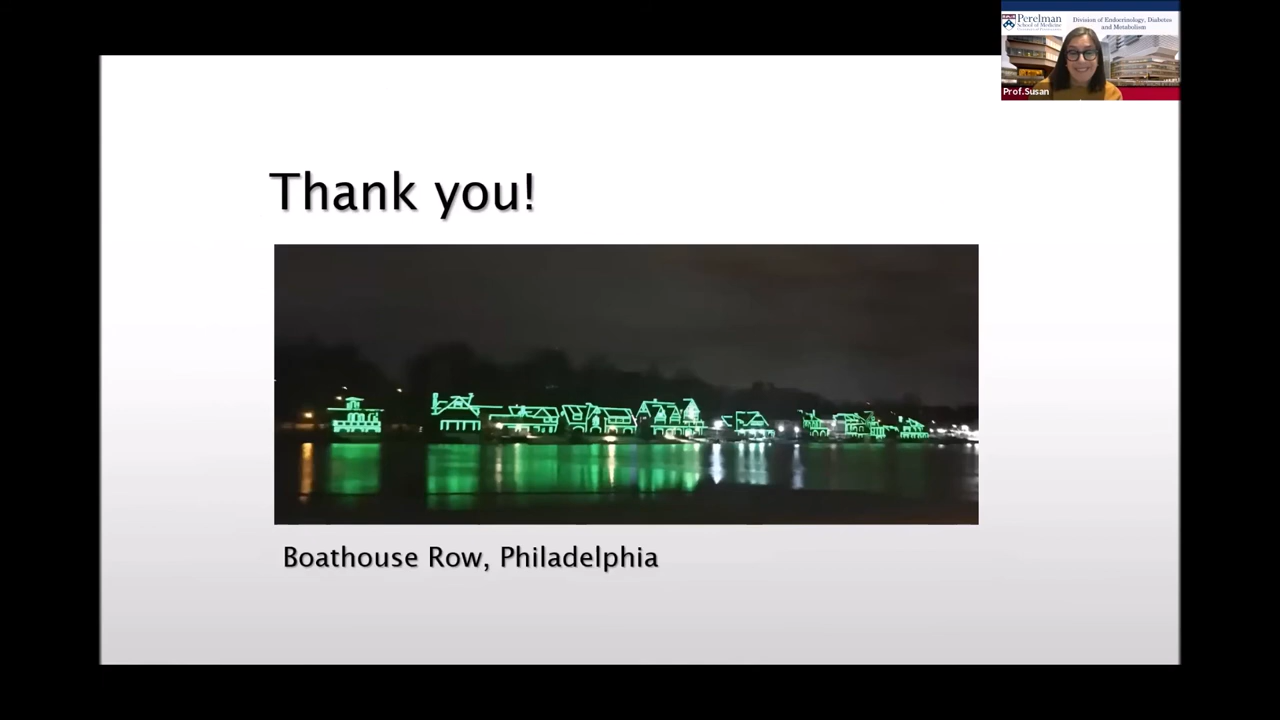 Perelman
School of Medicine
Division of Endocrinology, Diabetes
and Metabolism
Prof.Susan
Thank you!
Boathouse Row, Philadelphia